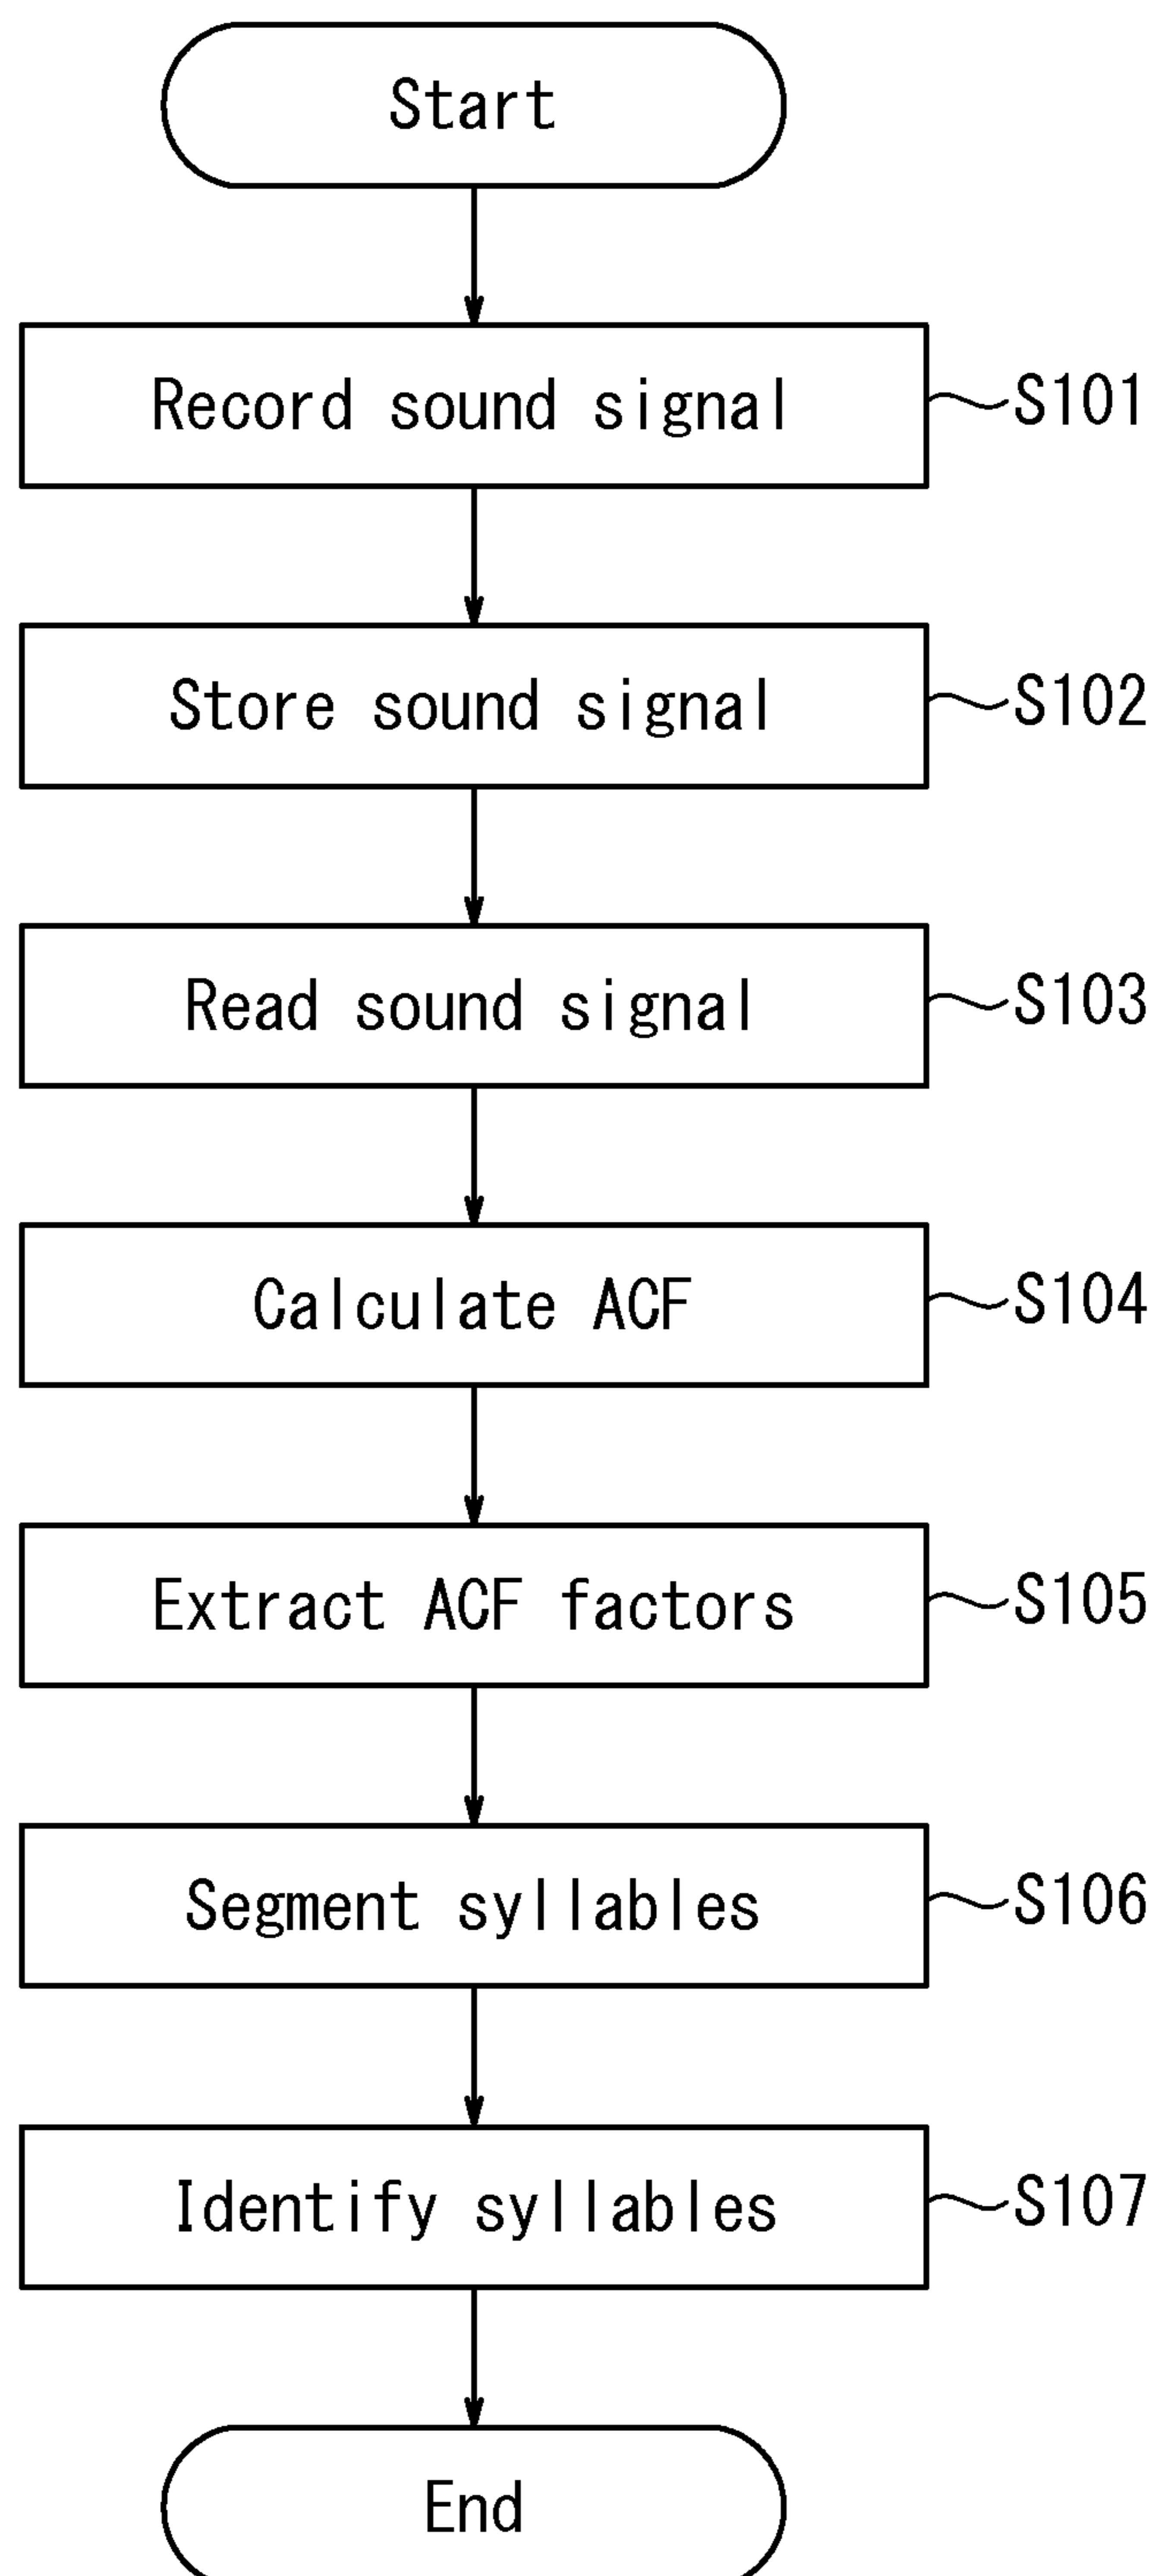 Start
Record sound signal S101
Store sound signal S102
Read sound signal S103
Calculate ACF S104
Extract ACF factors S105
Segment syllables S106
Identify syllables S107
End